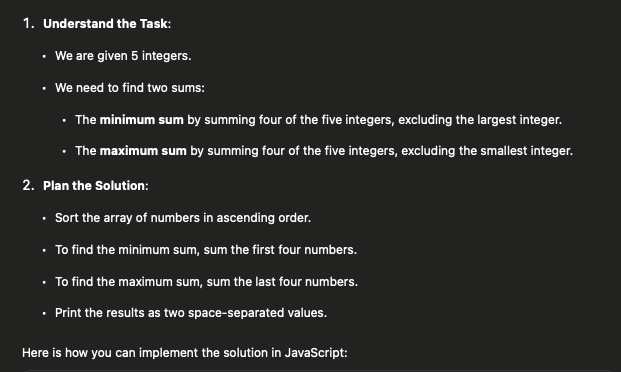 1. Understand the Task:
• We are given 5 integers.
• We need to find two sums:
• The minimum sum by summing four of the five integers, excluding the largest integer.
• The maximum sum by summing four of the five integers, excluding the smallest integer.
2. Plan the Solution:
• Sort the array of numbers in ascending order.
• To find the minimum sum, sum the first four numbers.
• To find the maximum sum, sum the last four numbers.
• Print the results as two space-separated values.
Here is how you can implement the solution in JavaScript: